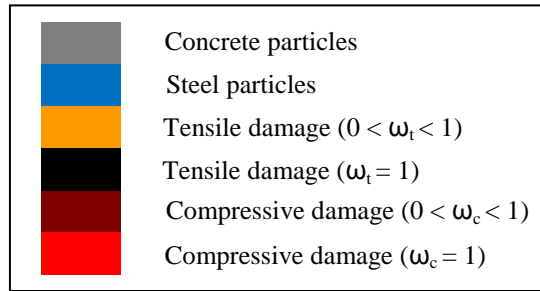 Concrete particles
Steel particles
Tensile damage (0 < ωt < 1)
Tensile damage (ωt = 1)
Compressive damage (0 < ωc < 1)
Compressive damage (ωc = 1)